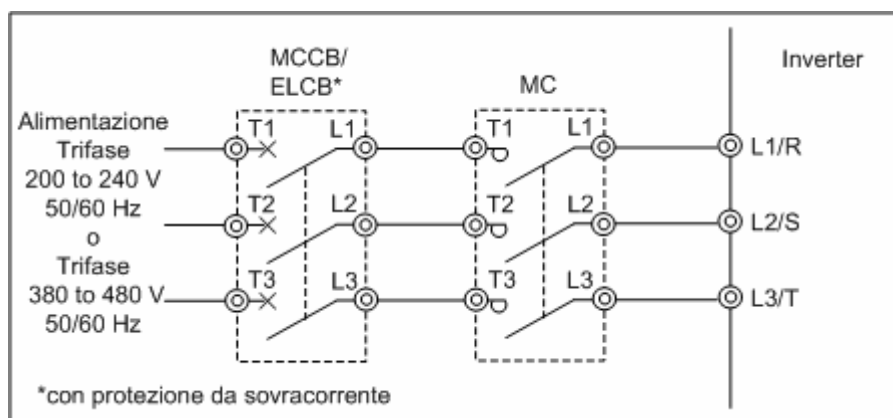 MCCB/
ELCB*
MC
Inverter
Alimentazione
Trifase
200 to 240 V
50/60 Hz
o
Trifase
380 to 480 V
50/60 Hz
T1 L1 T1 L1 L1/R
T2 L2 T2 L2 L2/S
T3 L3 T3 L3 L3/T
*con protezione da sovracorrente